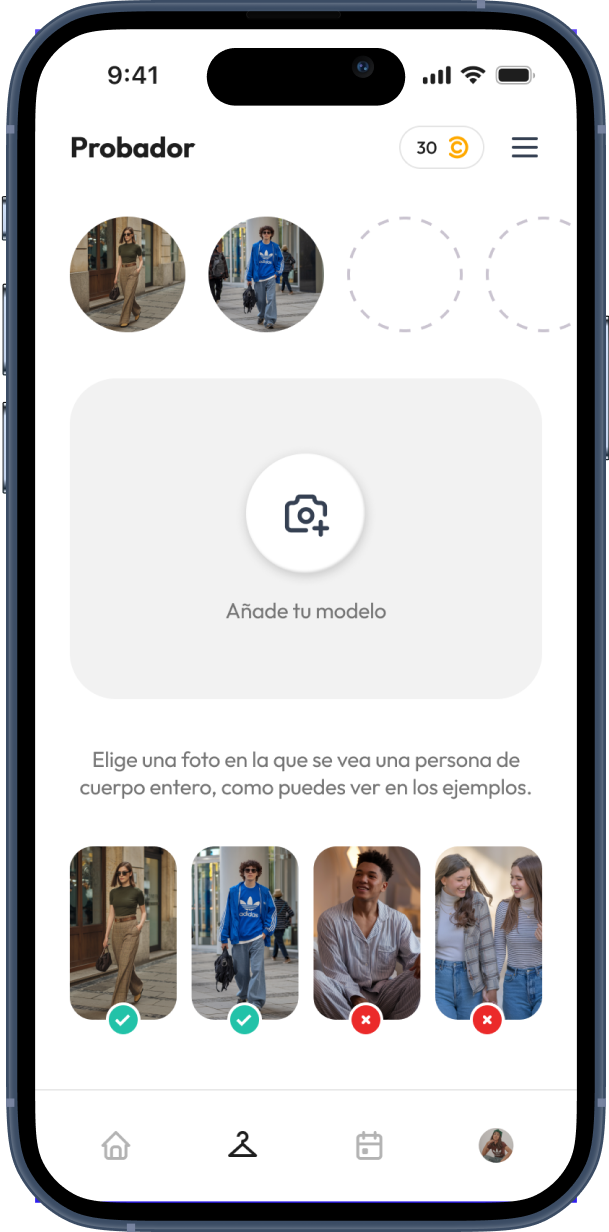 9:41
Probador
30
Añade tu modelo
Elige una foto en la que se vea una persona de
cuerpo entero, como puedes ver en los ejemplos.
adidas